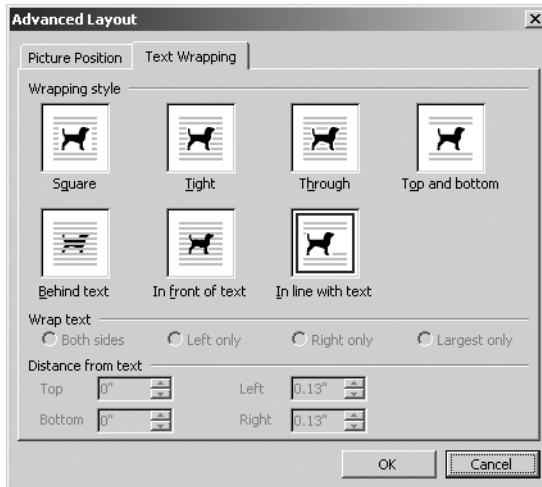 Advanced Layout
Picture Position Text Wrapping
Wrapping style
Square Tight Through Top and bottom
Behind text In front of text In line with text
Wrap text
Both sides Left only Right only Largest only
Distance from text
Top 0" Left 0.13"
Bottom 0" Right 0.13"
OK Cancel